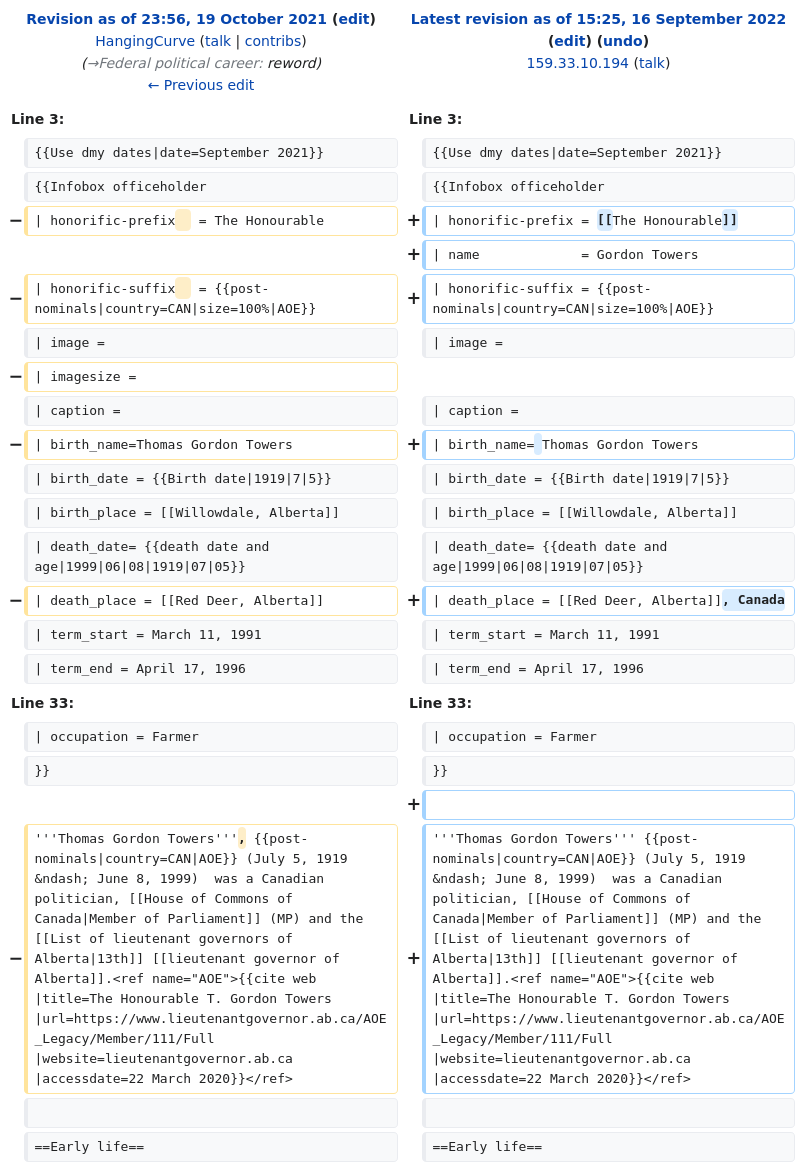 Revision as of 23:56, 19 October 2021 (edit)
HangingCurve (talk | contribs)
(→Federal political career: reword)
← Previous edit
Latest revision as of 15:25, 16 September 2022
(edit) (undo)
159.33.10.194 (talk)
Line 3:
Line 3:
{{Use dmy dates|date=September 2021}}
{{Use dmy dates|date=September 2021}}
{{Infobox officeholder
{{Infobox officeholder
− | honorific-prefix   = The Honourable
+ | honorific-prefix = [[The Honourable]]
+ | name             = Gordon Towers
− | honorific-suffix   = {{post-
nominals|country=CAN|size=100%|AOE}}
+ | honorific-suffix = {{post-
nominals|country=CAN|size=100%|AOE}}
| image =
| image =
− | imagesize =
| caption =
| caption =
− | birth_name=Thomas Gordon Towers
+ | birth_name= Thomas Gordon Towers
| birth_date = {{Birth date|1919|7|5}}
| birth_date = {{Birth date|1919|7|5}}
| birth_place = [[Willowdale, Alberta]]
| birth_place = [[Willowdale, Alberta]]
| death_date= {{death date and
age|1999|06|08|1919|07|05}}
| death_date= {{death date and
age|1999|06|08|1919|07|05}}
− | death_place = [[Red Deer, Alberta]]
+ | death_place = [[Red Deer, Alberta]], Canada
| term_start = March 11, 1991
| term_start = March 11, 1991
| term_end = April 17, 1996
| term_end = April 17, 1996
Line 33:
Line 33:
| occupation = Farmer
| occupation = Farmer
}}
}}
+
− '''Thomas Gordon Towers''', {{post-
nominals|country=CAN|AOE}} (July 5, 1919
&ndash; June 8, 1999)  was a Canadian
politician, [[House of Commons of
Canada|Member of Parliament]] (MP) and the
[[List of lieutenant governors of
Alberta|13th]] [[lieutenant governor of
Alberta]].<ref name="AOE">{{cite web
|title=The Honourable T. Gordon Towers
|url=https://www.lieutenantgovernor.ab.ca/AOE
_Legacy/Member/111/Full
|website=lieutenantgovernor.ab.ca
|accessdate=22 March 2020}}</ref>
+ '''Thomas Gordon Towers''' {{post-
nominals|country=CAN|AOE}} (July 5, 1919
&ndash; June 8, 1999)  was a Canadian
politician, [[House of Commons of
Canada|Member of Parliament]] (MP) and the
[[List of lieutenant governors of
Alberta|13th]] [[lieutenant governor of
Alberta]].<ref name="AOE">{{cite web
|title=The Honourable T. Gordon Towers
|url=https://www.lieutenantgovernor.ab.ca/AOE
_Legacy/Member/111/Full
|website=lieutenantgovernor.ab.ca
|accessdate=22 March 2020}}</ref>
==Early life==
==Early life==